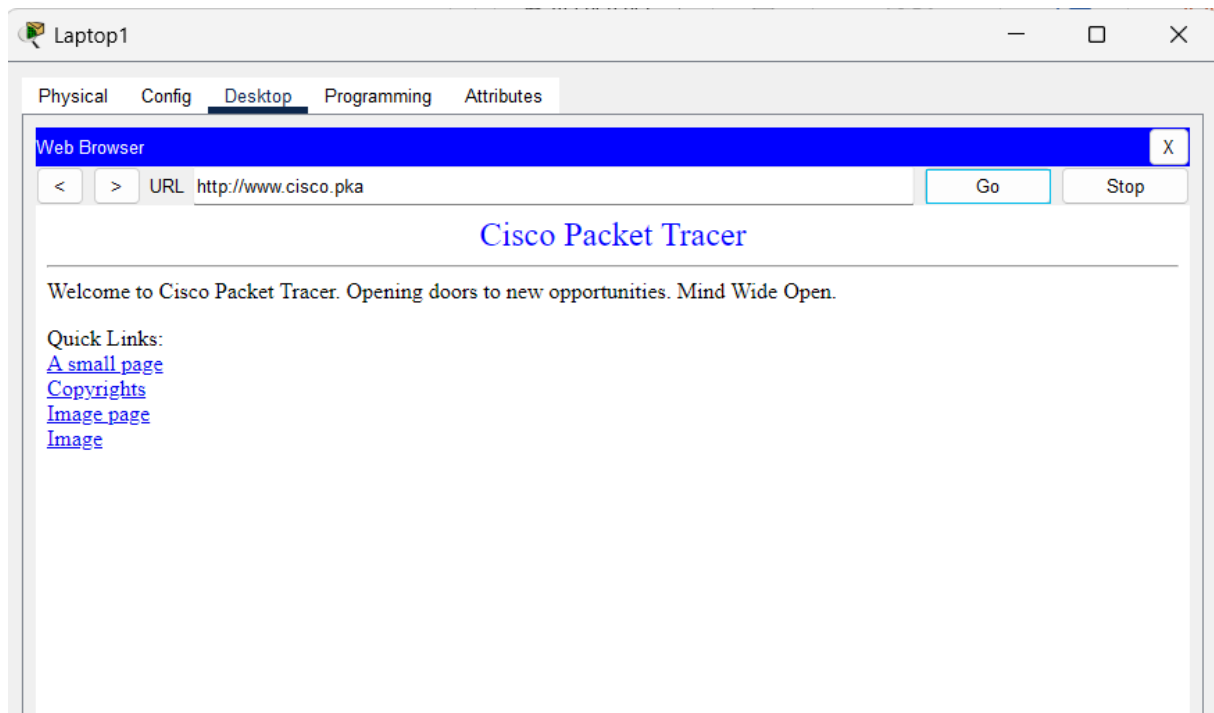 Laptop1
Physical Config Desktop Programming Attributes
Web Browser X
< > URL http://www.cisco.pka Go Stop
Cisco Packet Tracer
Welcome to Cisco Packet Tracer. Opening doors to new opportunities. Mind Wide Open.
Quick Links:
A small page
Copyrights
Image page
Image